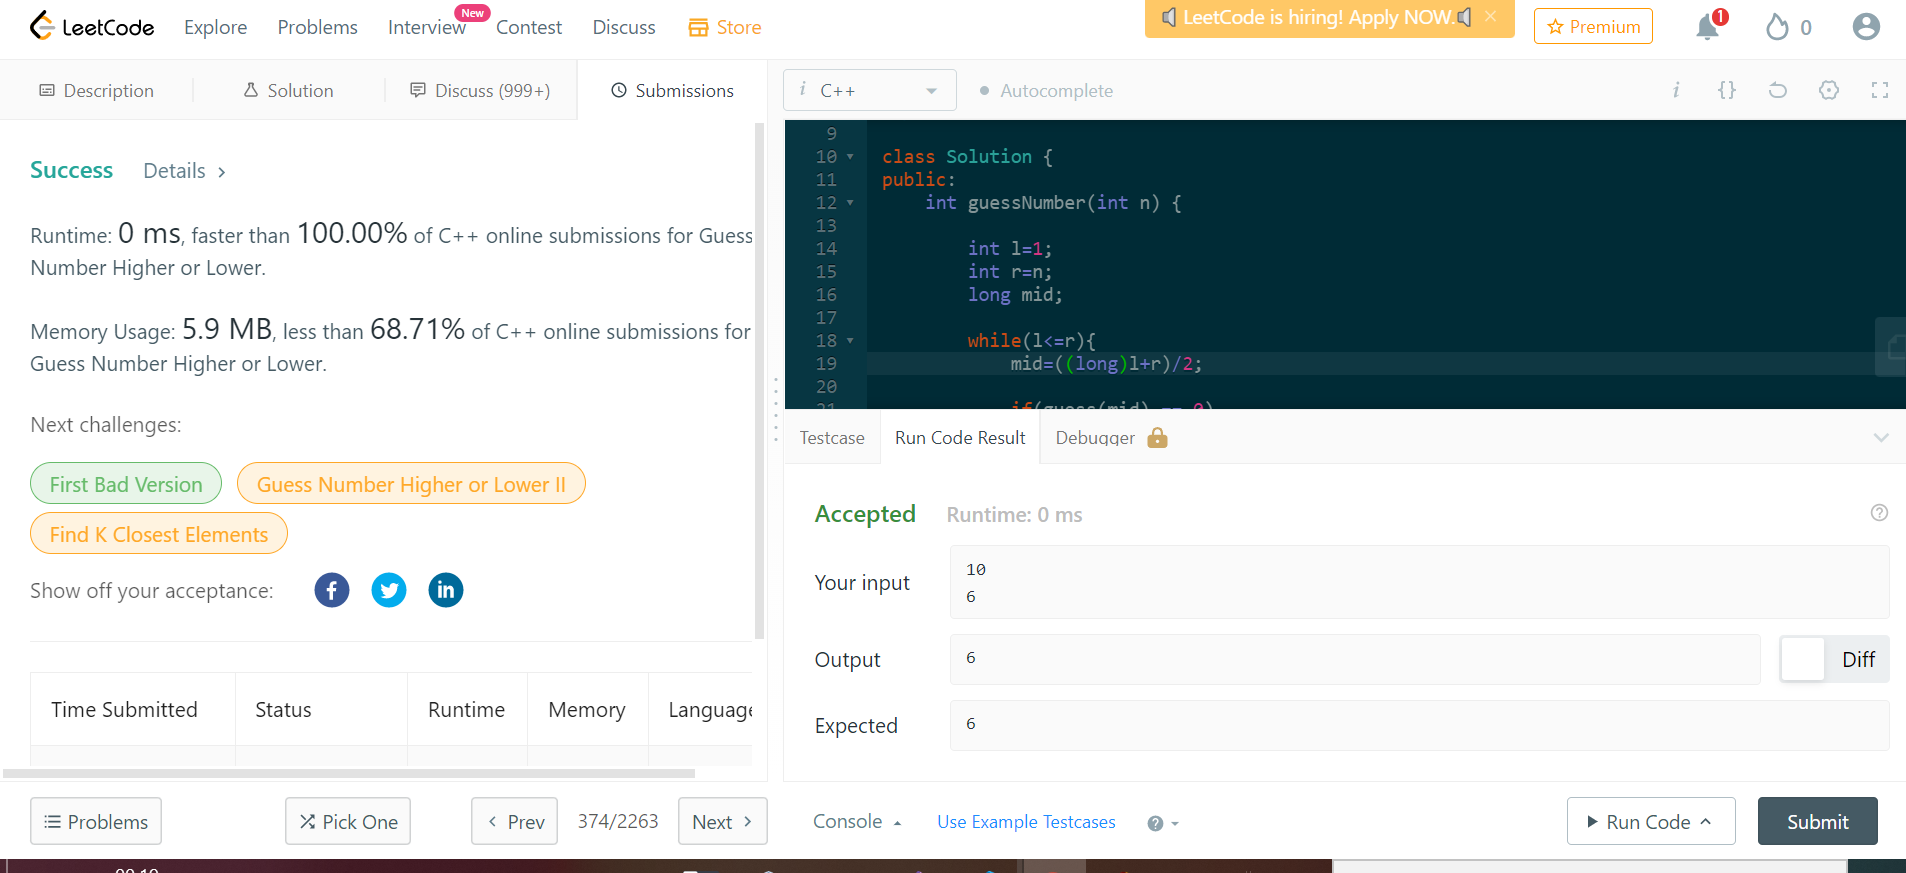 LeetCode Explore Problems Interview New Contest Discuss Store LeetCode is hiring! Apply NOW. Premium 1 0
Description Solution Discuss (999+) Submissions
i C++ Autocomplete i {}
Success Details >
Runtime: 0 ms, faster than 100.00% of C++ online submissions for Guess
Number Higher or Lower.
Memory Usage: 5.9 MB, less than 68.71% of C++ online submissions for
Guess Number Higher or Lower.
Next challenges:
First Bad Version Guess Number Higher or Lower II
Find K Closest Elements
Show off your acceptance: f in
Time Submitted Status Runtime Memory Language
9
10 class Solution {
11 public:
12 int guessNumber(int n) {
13
14 int l=1;
15 int r=n;
16 long mid;
17
18 while(l<=r){
19 mid=((long)l+r)/2;
20
21 if(guess(mid) == 0)
Testcase Run Code Result Debugger
Accepted Runtime: 0 ms
Your input 10
6
Output 6 Diff
Expected 6
Problems Pick One < Prev 374/2263 Next > Console Use Example Testcases ? Run Code Submit